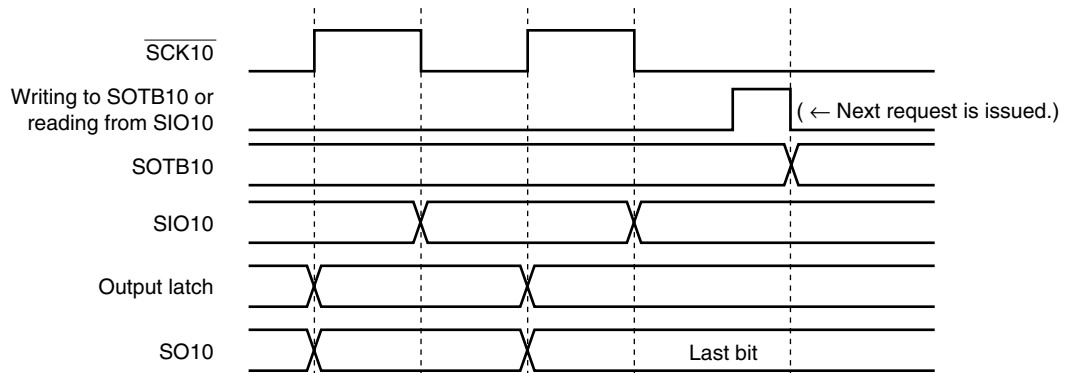 SCK10
Writing to SOTB10 or
reading from SIO10
( ← Next request is issued.)
SOTB10
SIO10
Output latch
SO10
Last bit